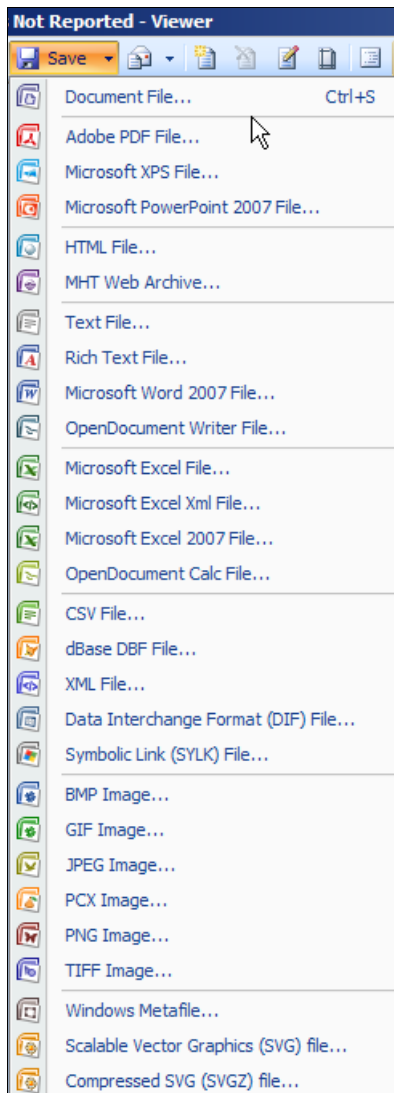 Not Reported - Viewer
Save
Document File... Ctrl+S
Adobe PDF File...
Microsoft XPS File...
Microsoft PowerPoint 2007 File...
HTML File...
MHT Web Archive...
Text File...
Rich Text File...
Microsoft Word 2007 File...
OpenDocument Writer File...
Microsoft Excel File...
Microsoft Excel Xml File...
Microsoft Excel 2007 File...
OpenDocument Calc File...
CSV File...
dBase DBF File...
XML File...
Data Interchange Format (DIF) File...
Symbolic Link (SYLK) File...
BMP Image...
GIF Image...
JPEG Image...
PCX Image...
PNG Image...
TIFF Image...
Windows Metafile...
Scalable Vector Graphics (SVG) file...
Compressed SVG (SVGZ) file...